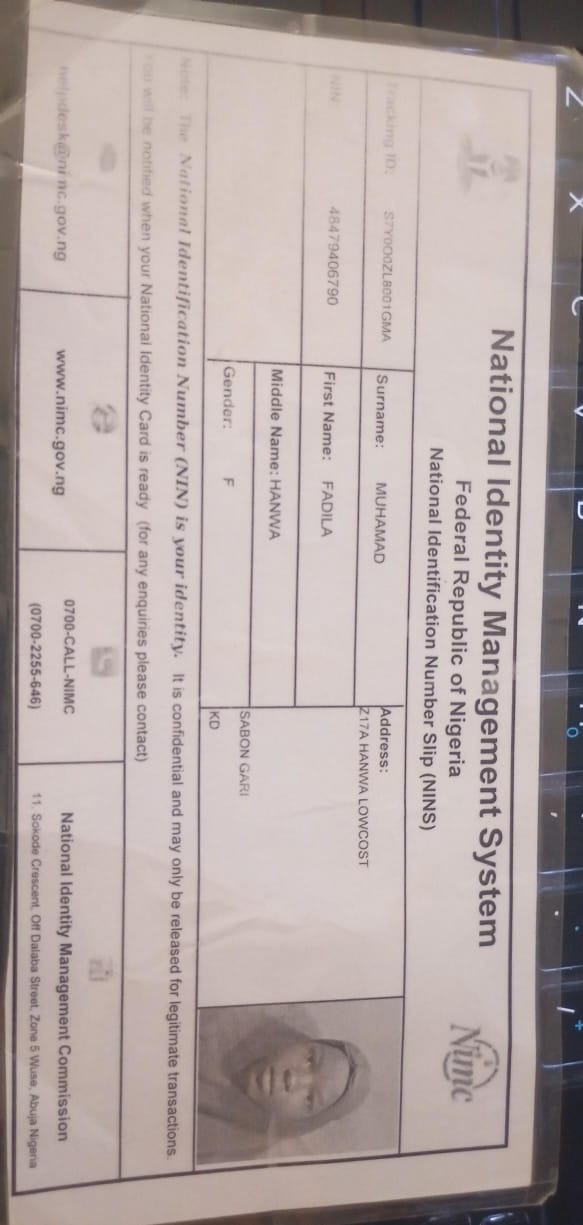 National Identity Management System
Federal Republic of Nigeria
National Identification Number Slip (NINS)
Nimc
Tracking ID: S7Y0O0ZL8001GMA
Surname: MUHAMAD
Address:
Z17A HANWA LOWCOST
NIN 48479406790
First Name: FADILA
Middle Name: HANWA
Gender: F
SABON GARI
KD
Note: The National Identification Number (NIN) is your identity. It is confidential and may only be released for legitimate transactions.
You will be notified when your National Identity Card is ready (for any enquiries please contact)
helpdesk@nimc.gov.ng
www.nimc.gov.ng
0700-CALL-NIMC
(0700-2255-646)
National Identity Management Commission
11, Sokode Crescent, Off Dalaba Street, Zone 5 Wuse, Abuja Nigeria
Z
X
C
V
B
N